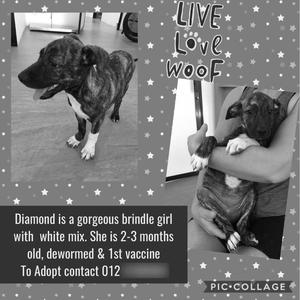 LIVE
LOVE
WOOF
Diamond is a gorgeous brindle girl
with white mix. She is 2-3 months
old, dewormed & 1st vaccine
To Adopt contact 012
PIC•COLLAGE